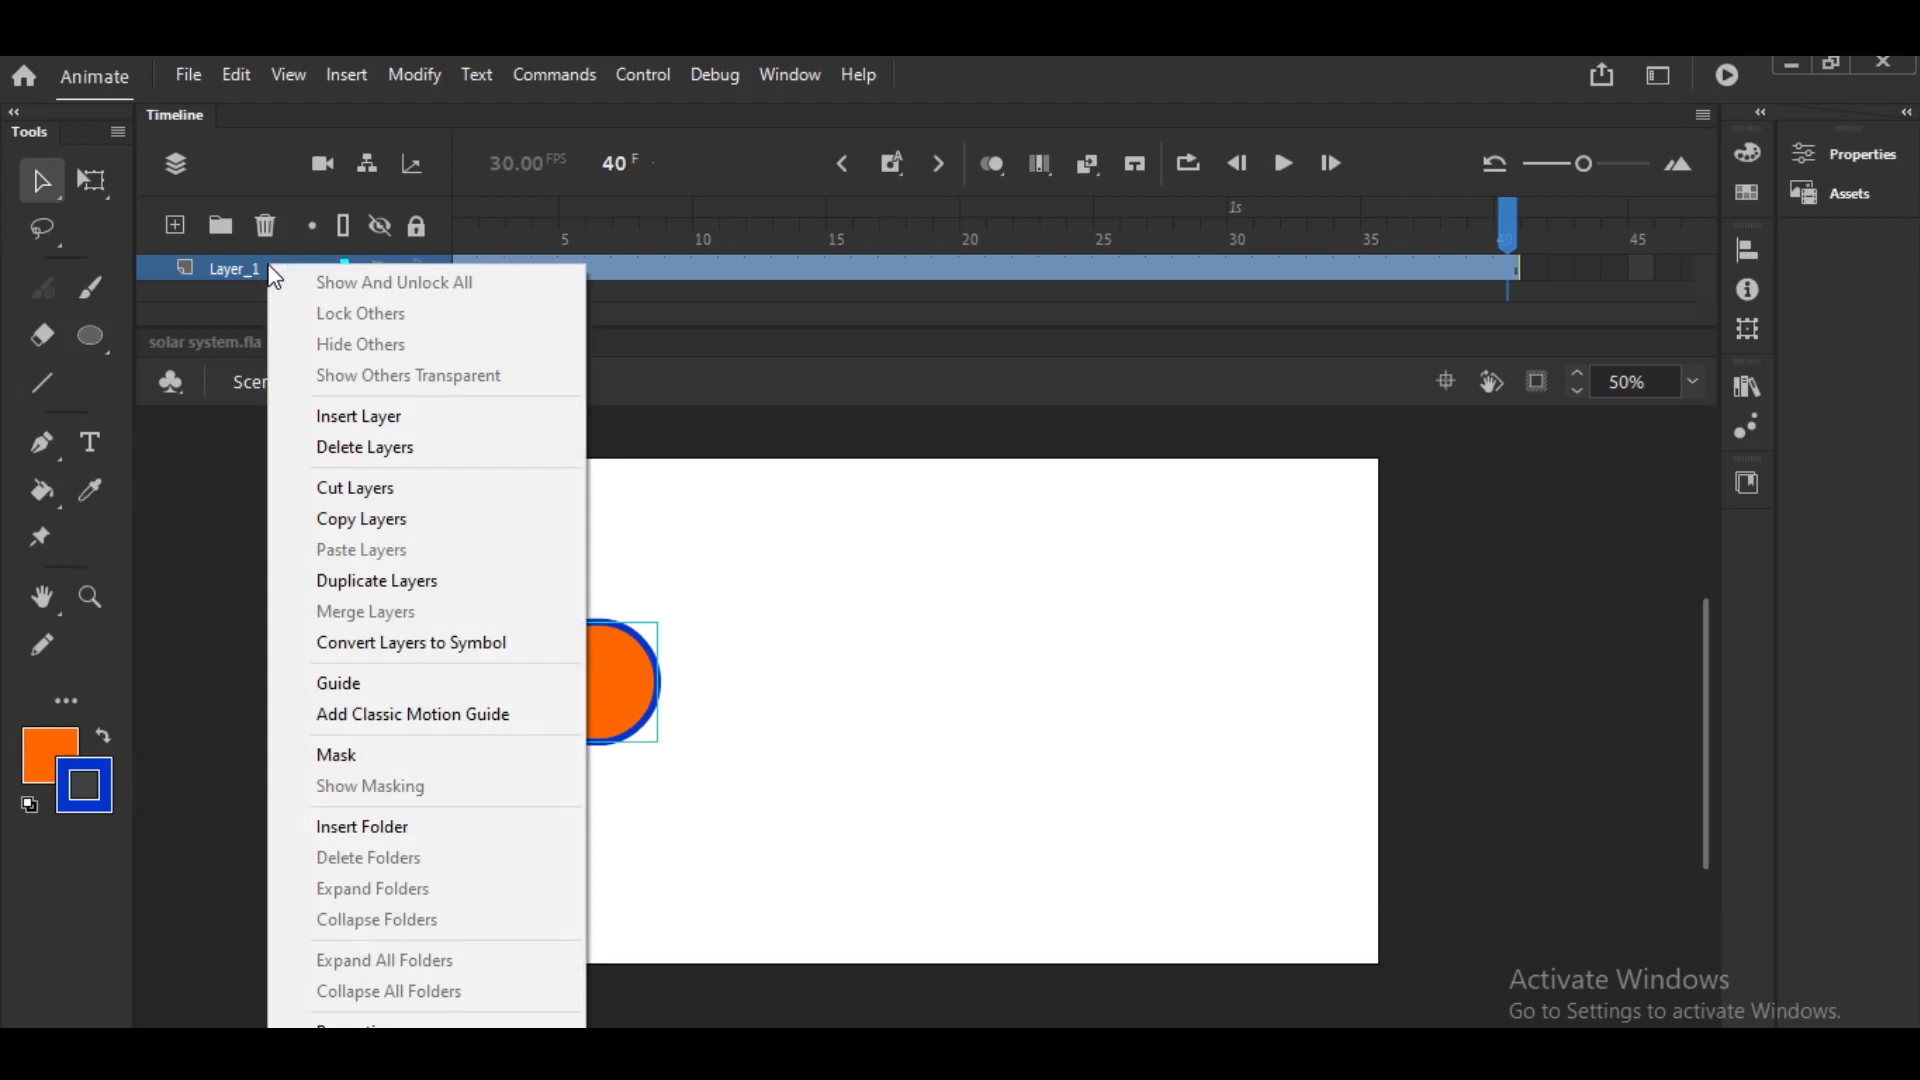 Animate File Edit View Insert Modify Text Commands Control Debug Window Help
Tools
Timeline
30.00 FPS 40 F
Properties
Assets
1s
5 10 15 20 25 30 35 40 45
Layer_1
solar system.fla
Scen
50%
Show And Unlock All
Lock Others
Hide Others
Show Others Transparent
Insert Layer
Delete Layers
Cut Layers
Copy Layers
Paste Layers
Duplicate Layers
Merge Layers
Convert Layers to Symbol
Guide
Add Classic Motion Guide
Mask
Show Masking
Insert Folder
Delete Folders
Expand Folders
Collapse Folders
Expand All Folders
Collapse All Folders
Activate Windows
Go to Settings to activate Windows.